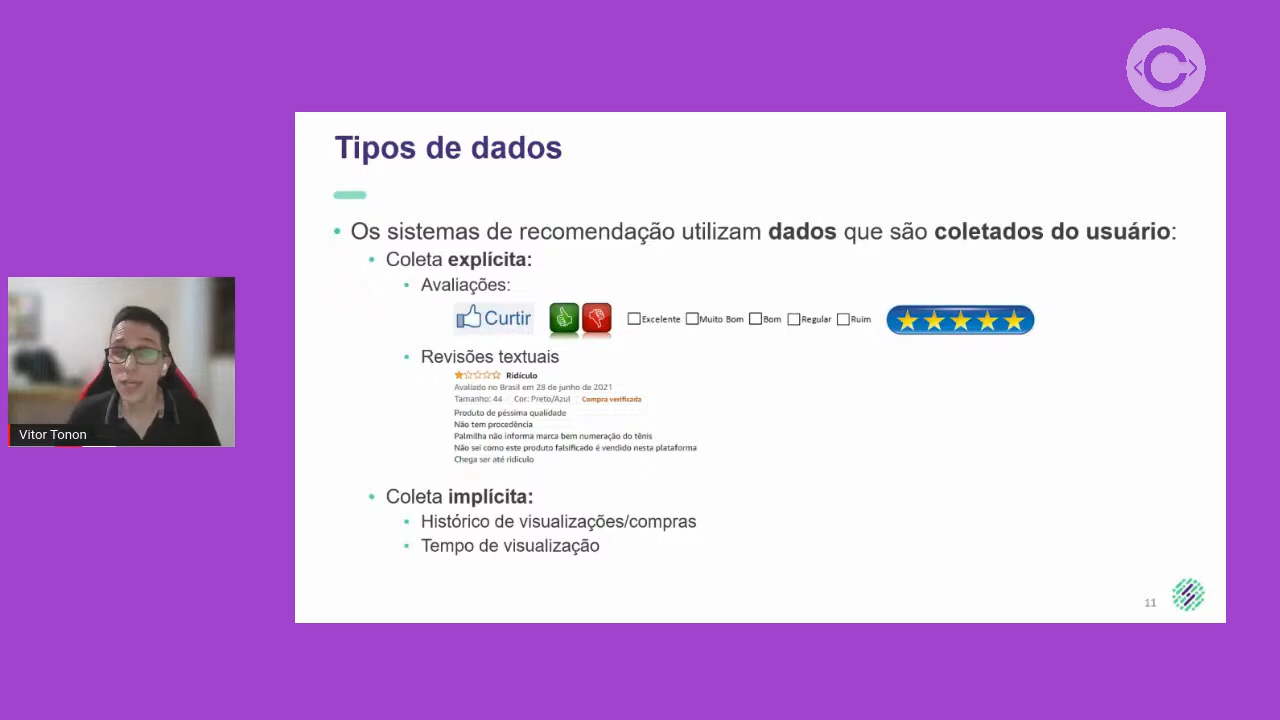 Tipos de dados
Os sistemas de recomendação utilizam dados que são coletados do usuário:
Coleta explícita:
Avaliações:
Curtir
Excelente Muito Bom Bom Regular Ruim
Revisões textuais
Ridículo
Avaliado no Brasil em 28 de junho de 2021
Tamanho: 44 Cor: Preto/Azul Compra verificada
Produto de péssima qualidade
Não tem procedência
Palmilha não informa marca bem numeração do tênis
Não sei como este produto falsificado é vendido nesta plataforma
Chega ser até ridículo
Coleta implícita:
Histórico de visualizações/compras
Tempo de visualização
11
Vitor Tonon